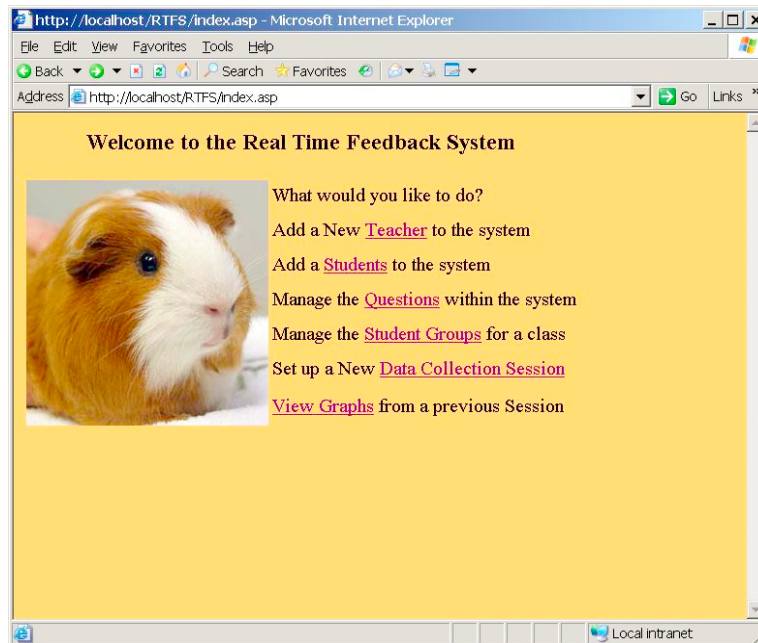 http://localhost/RTFS/index.asp - Microsoft Internet Explorer
File Edit View Favorites Tools Help
Back Search Favorites
Address http://localhost/RTFS/index.asp Go Links »
Welcome to the Real Time Feedback System
What would you like to do?
Add a New Teacher to the system
Add a Students to the system
Manage the Questions within the system
Manage the Student Groups for a class
Set up a New Data Collection Session
View Graphs from a previous Session
Local intranet